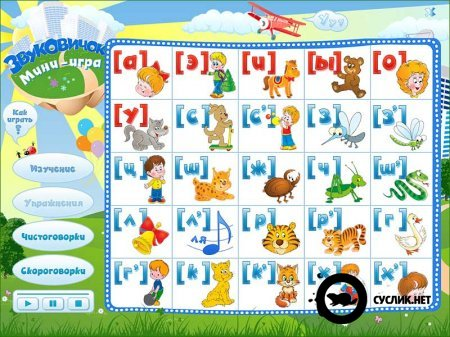 ЗВУКОВИЧОК
Мини-игра
Как играть?
[а] [э] [и] [ы] [о]
[у] [с] [с'] [з] [з']
[ц] [ш] [ж] [ч] [щ']
[л] [л'] [р] [р'] [г]
ля
[г'] [к] [к'] [х] [х']
Изучение
Упражнения
Чистоговорки
Скороговорки
СУСЛИК.НЕТ